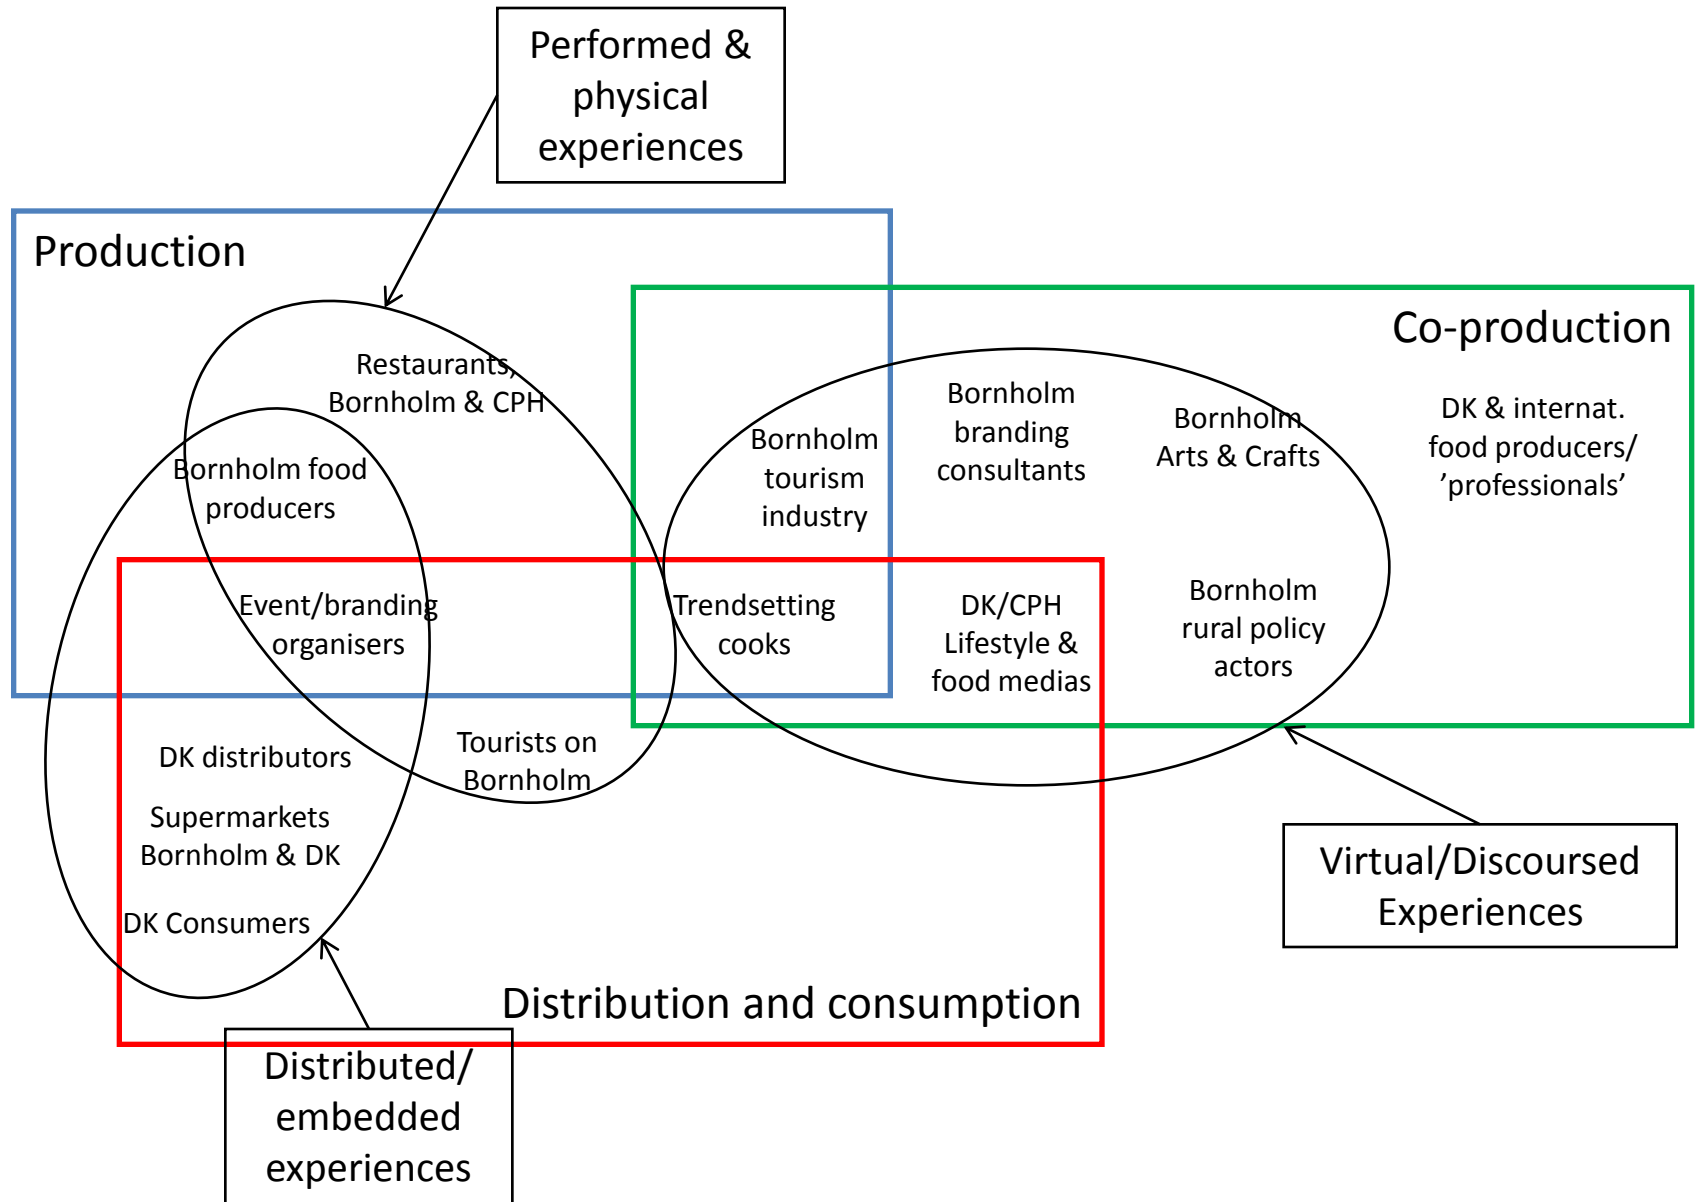 Performed &
physical
experiences
Production
Co-production
Restaurants,
Bornholm & CPH
Bornholm food
producers
Bornholm
tourism
industry
Bornholm
branding
consultants
Bornholm
Arts & Crafts
DK & internat.
food producers/
’professionals’
Event/branding
organisers
Trendsetting
cooks
DK/CPH
Lifestyle &
food medias
Bornholm
rural policy
actors
DK distributors
Tourists on
Bornholm
Supermarkets
Bornholm & DK
DK Consumers
Virtual/Discoursed
Experiences
Distribution and consumption
Distributed/
embedded
experiences